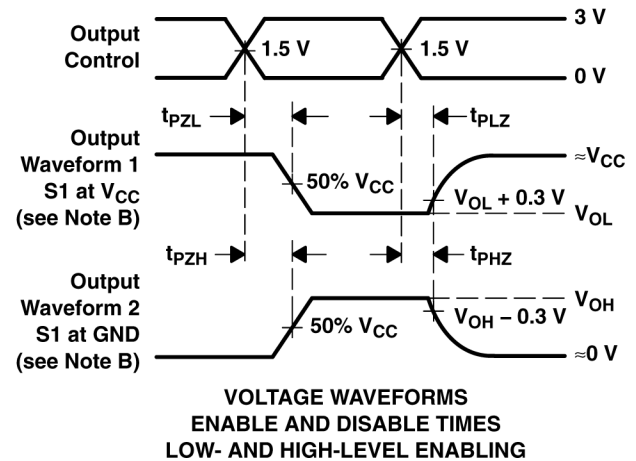 Output
Control
1.5 V
1.5 V
3 V
0 V
tPZL
tPLZ
Output
Waveform 1
S1 at VCC
(see Note B)
50% VCC
VOL + 0.3 V
≈VCC
VOL
tPZH
tPHZ
Output
Waveform 2
S1 at GND
(see Note B)
50% VCC
VOH − 0.3 V
VOH
≈0 V
VOLTAGE WAVEFORMS
ENABLE AND DISABLE TIMES
LOW- AND HIGH-LEVEL ENABLING